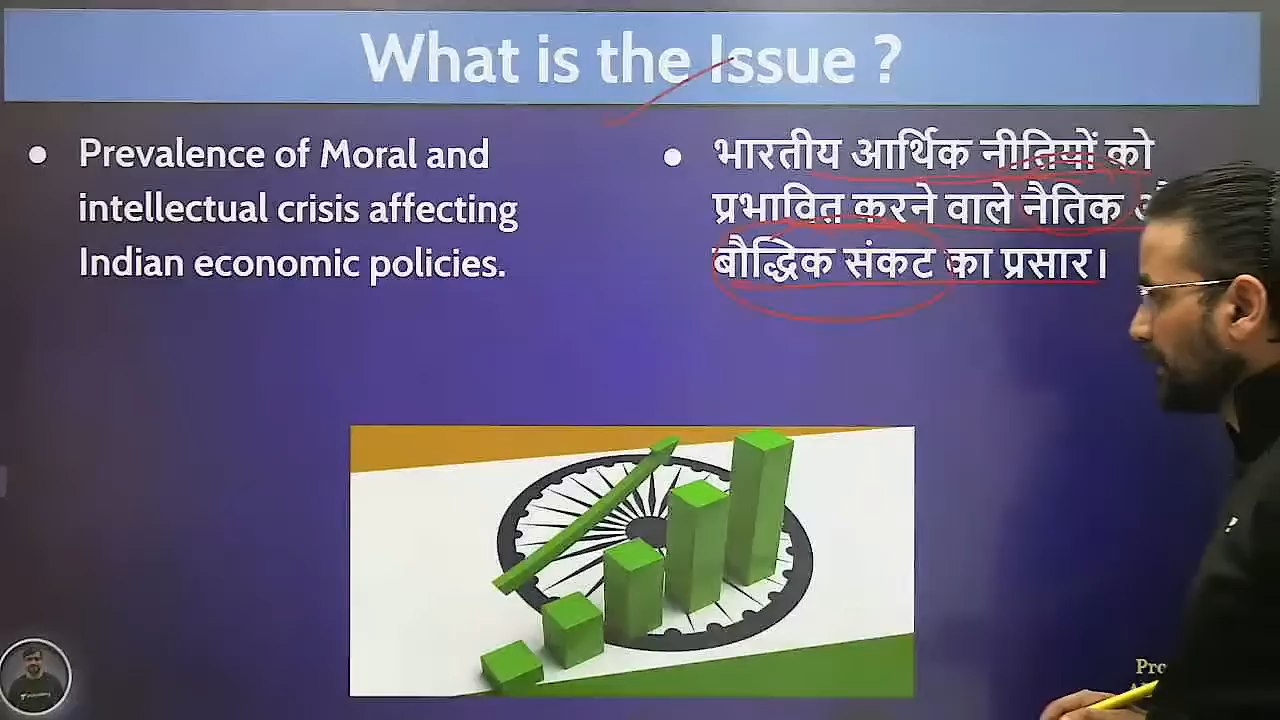 What is the Issue ?
• Prevalence of Moral and
intellectual crisis affecting
Indian economic policies.
• भारतीय आर्थिक नीतियों को
प्रभावित करने वाले नैतिक
बौद्धिक संकट का प्रसार।